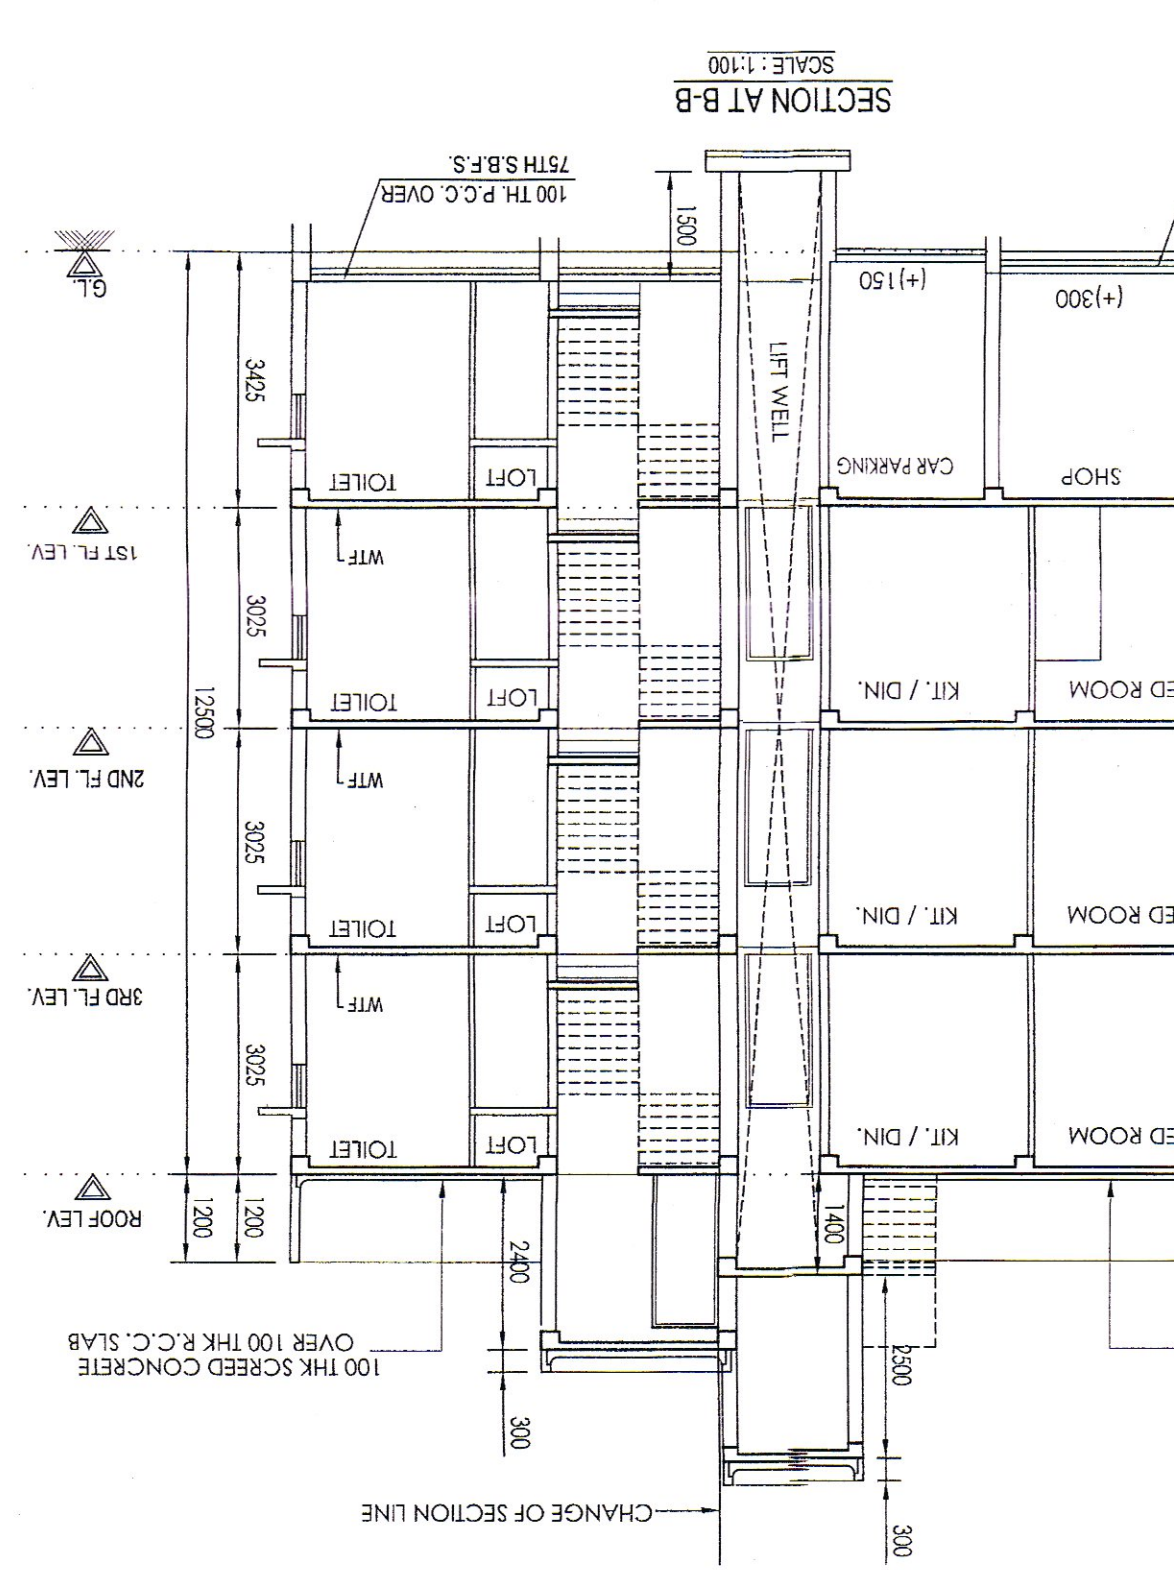 300
CHANGE OF SECTION LINE
300
2500
100 THK SCREED CONCRETE
OVER 100 THK R.C.C. SLAB
2400
1400
1200
1200
ROOF LEV.
ED ROOM
KIT. / DIN.
LOFT
TOILET
3025
WTF
3RD FL. LEV.
ED ROOM
KIT. / DIN.
LOFT
TOILET
3025
WTF
2ND FL. LEV.
12500
ED ROOM
KIT. / DIN.
LOFT
TOILET
3025
WTF
1ST FL. LEV.
SHOP
CAR PARKING
LOFT
TOILET
LIFT WELL
3425
(+)300
(+)150
G.L.
1500
100 TH. P.C.C. OVER
75TH S.B.F.S.
SECTION AT B-B
SCALE : 1:100